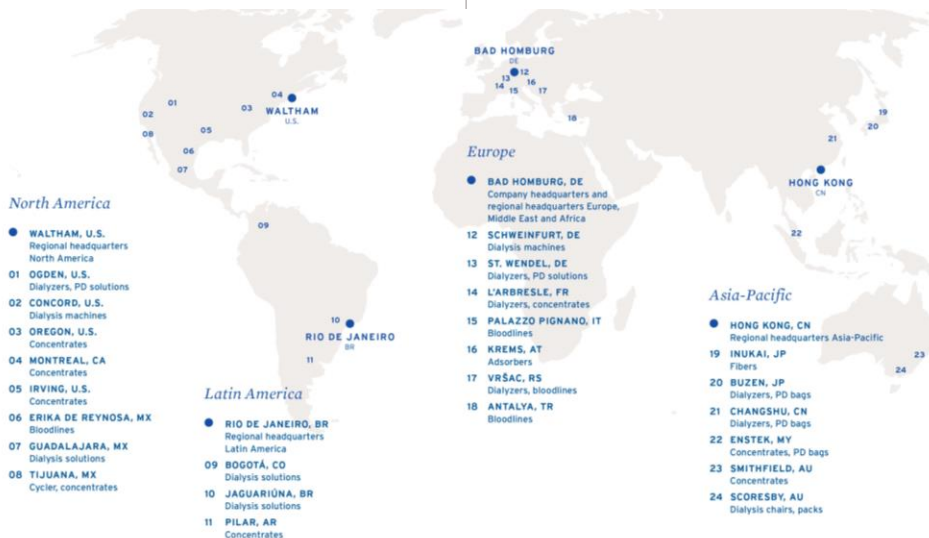 04
WALTHAM
U.S.
01
03
02
08
05
06
07
09
10
RIO DE JANEIRO
BR
11
BAD HOMBURG
DE
12
13
14
15
16
17
18
19
20
21
HONG KONG
CN
22
23
24
North America
WALTHAM, U.S.
Regional headquarters
North America
01 OGDEN, U.S.
Dialyzers, PD solutions
02 CONCORD, U.S.
Dialysis machines
03 OREGON, U.S.
Concentrates
04 MONTREAL, CA
Concentrates
05 IRVING, U.S.
Concentrates
06 ERIKA DE REYNOSA, MX
Bloodlines
07 GUADALAJARA, MX
Dialysis solutions
08 TIJUANA, MX
Cycler, concentrates
Latin America
RIO DE JANEIRO, BR
Regional headquarters
Latin America
09 BOGOTÁ, CO
Dialysis solutions
10 JAGUARIÚNA, BR
Dialysis solutions
11 PILAR, AR
Concentrates
Europe
BAD HOMBURG, DE
Company headquarters and
regional headquarters Europe,
Middle East and Africa
12 SCHWEINFURT, DE
Dialysis machines
13 ST. WENDEL, DE
Dialyzers, PD solutions
14 L'ARBRESLE, FR
Dialyzers, concentrates
15 PALAZZO PIGNANO, IT
Bloodlines
16 KREMS, AT
Adsorbers
17 VRŠAC, RS
Dialyzers, bloodlines
18 ANTALYA, TR
Bloodlines
Asia-Pacific
HONG KONG, CN
Regional headquarters Asia-Pacific
19 INUKAI, JP
Fibers
20 BUZEN, JP
Dialyzers, PD bags
21 CHANGSHU, CN
Dialyzers, PD bags
22 ENSTEK, MY
Concentrates, PD bags
23 SMITHFIELD, AU
Concentrates
24 SCORESBY, AU
Dialysis chairs, packs